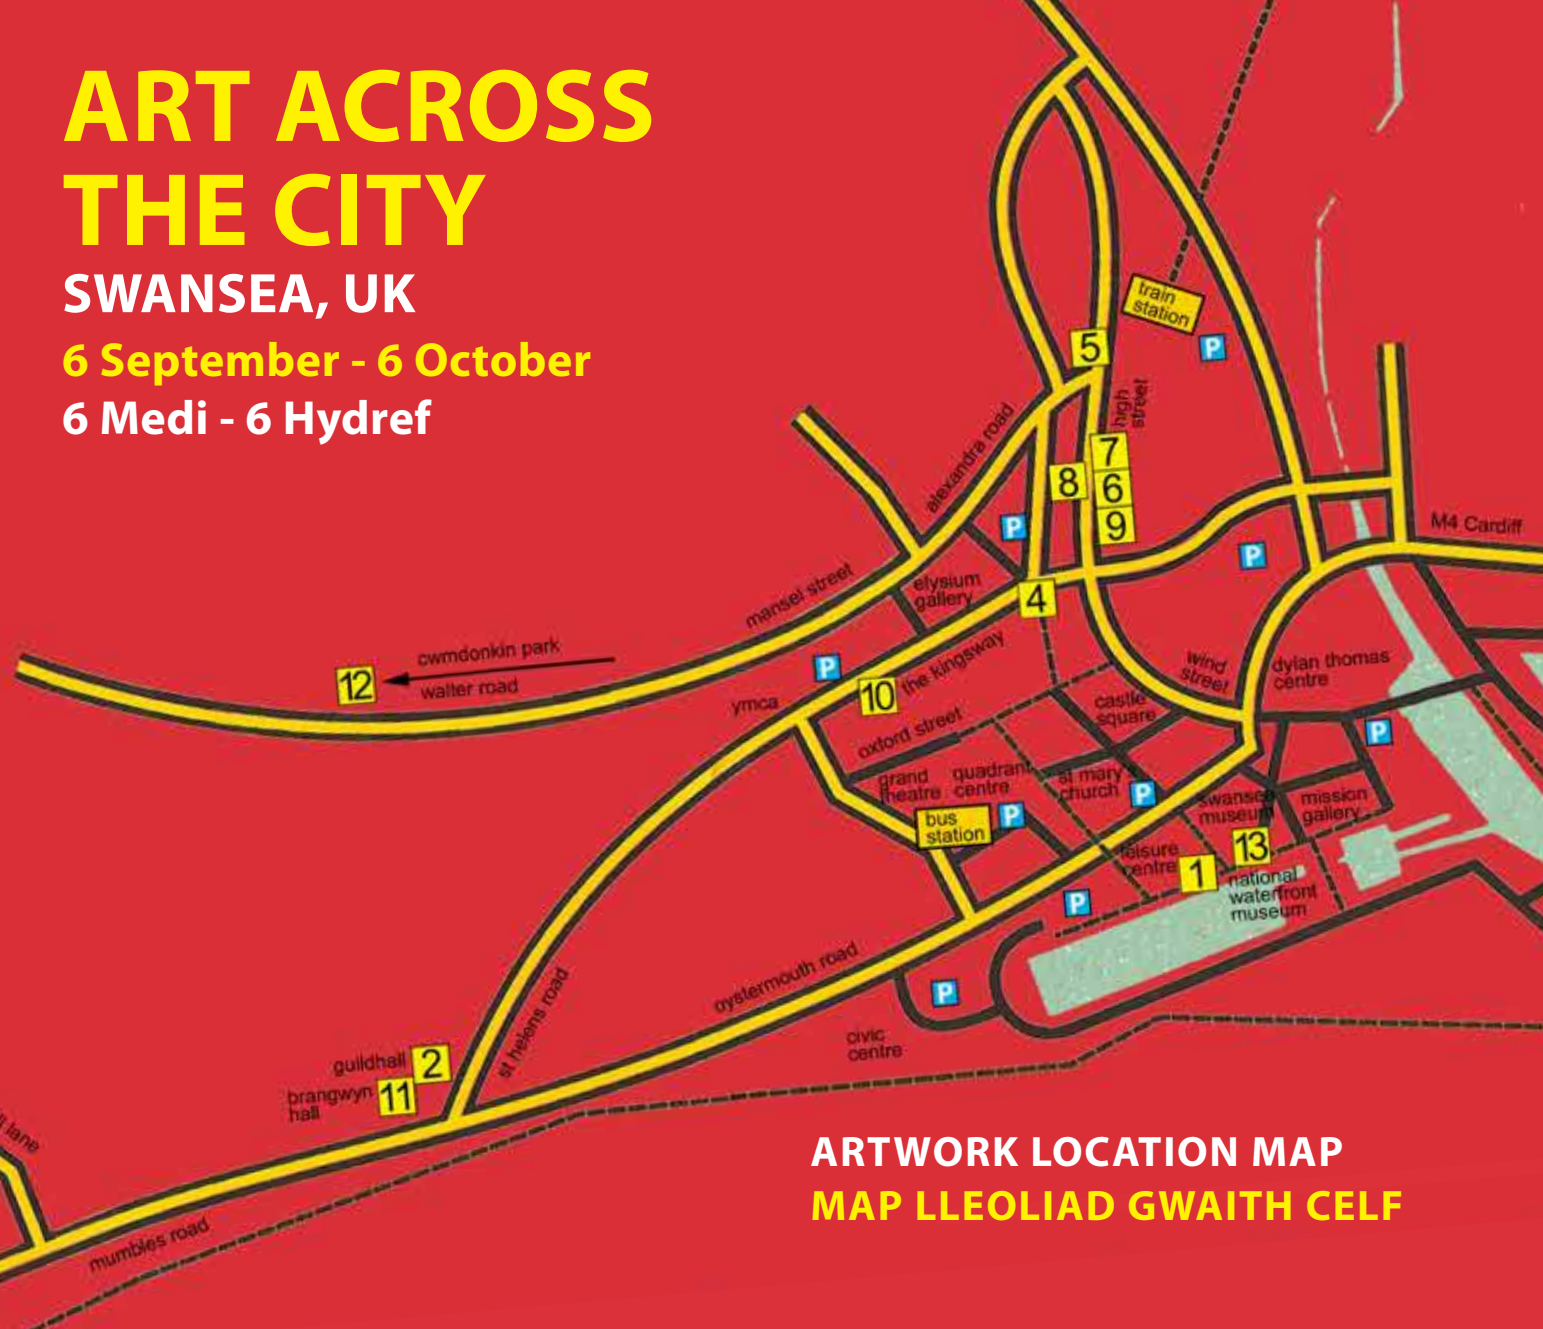 ART ACROSS
THE CITY
SWANSEA, UK
6 September - 6 October
6 Medi - 6 Hydref
train
station
P
5
high
street
alexandra road
7
8
6
9
P
M4 Cardiff
P
mansel street
elysium
gallery
4
cwmdonkin park
12
walter road
P
the kingsway
10
ymca
wind
street
dylan thomas
centre
castle
square
oxford street
P
grand
theatre
quadrant
centre
st mary's
church
P
swansea
museum
mission
gallery
bus
station
P
leisure
centre
1
13
national
waterfront
museum
P
oystermouth road
P
st helens road
civic
centre
guildhall
2
brangwyn
hall
11
lane
mumbles road
ARTWORK LOCATION MAP
MAP LLEOLIAD GWAITH CELF